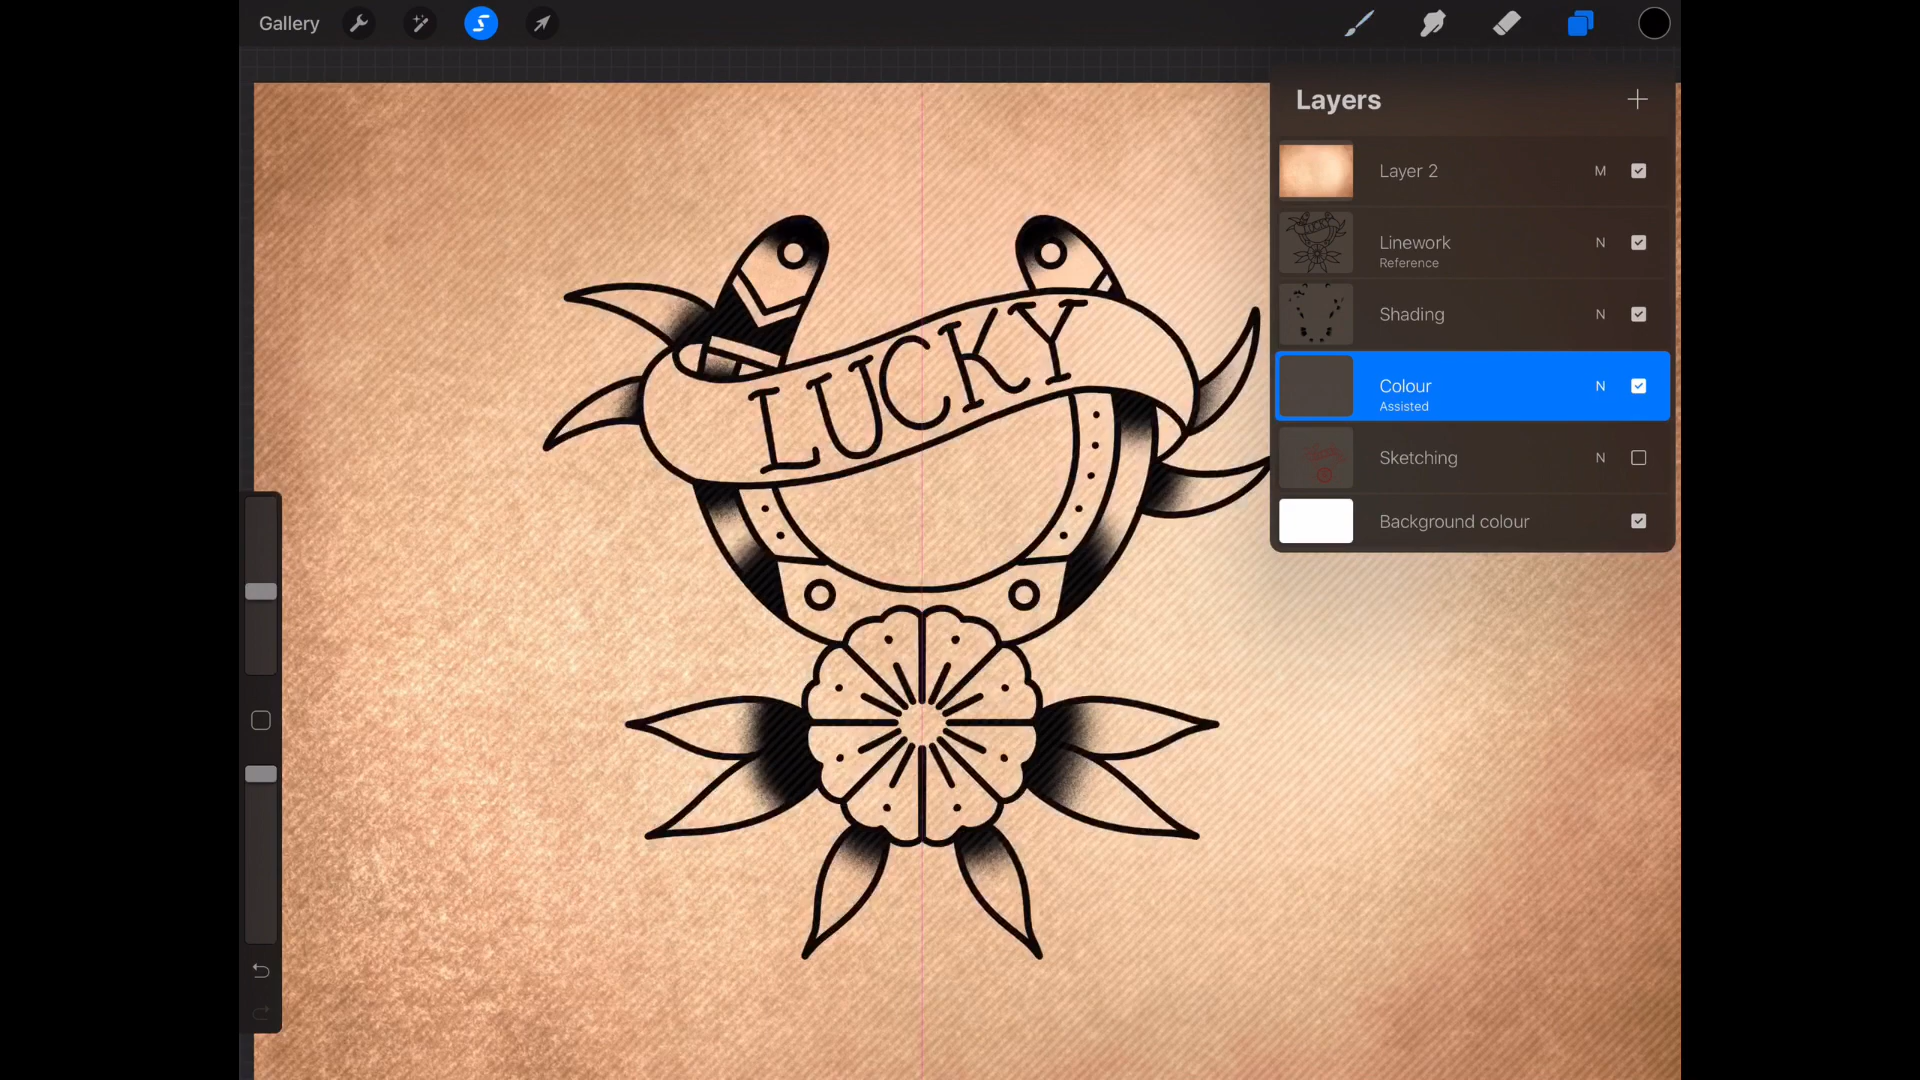 Gallery
Layers
Layer 2 M
Linework N
Reference
Shading N
Colour N
Assisted
Sketching N
Background colour
LUCKY